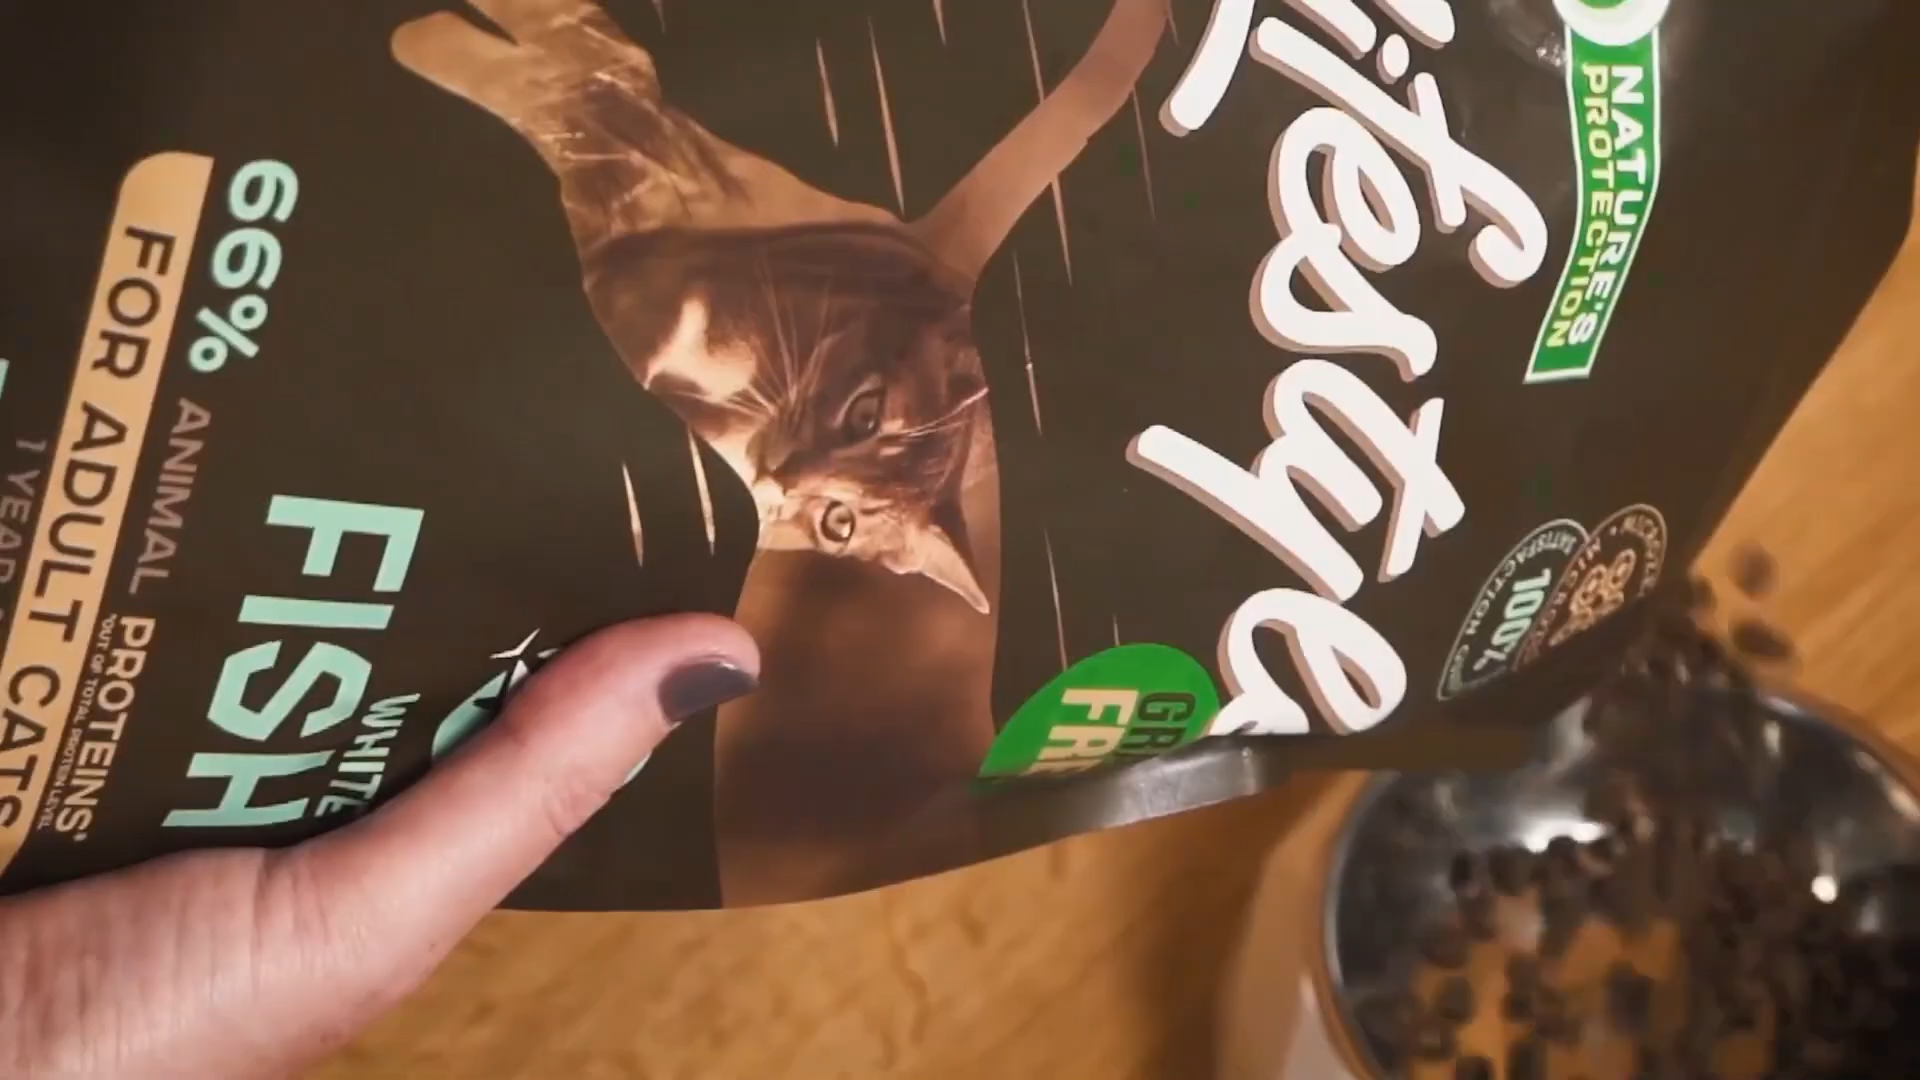 NATURE'S
PROTECTION
Lifestyle
GR
FRE
100%
SATISFACTION
WHITE
FISH
66% ANIMAL PROTEINS*
*OUT OF TOTAL PROTEIN LEVEL
FOR ADULT CATS
1 YEAR